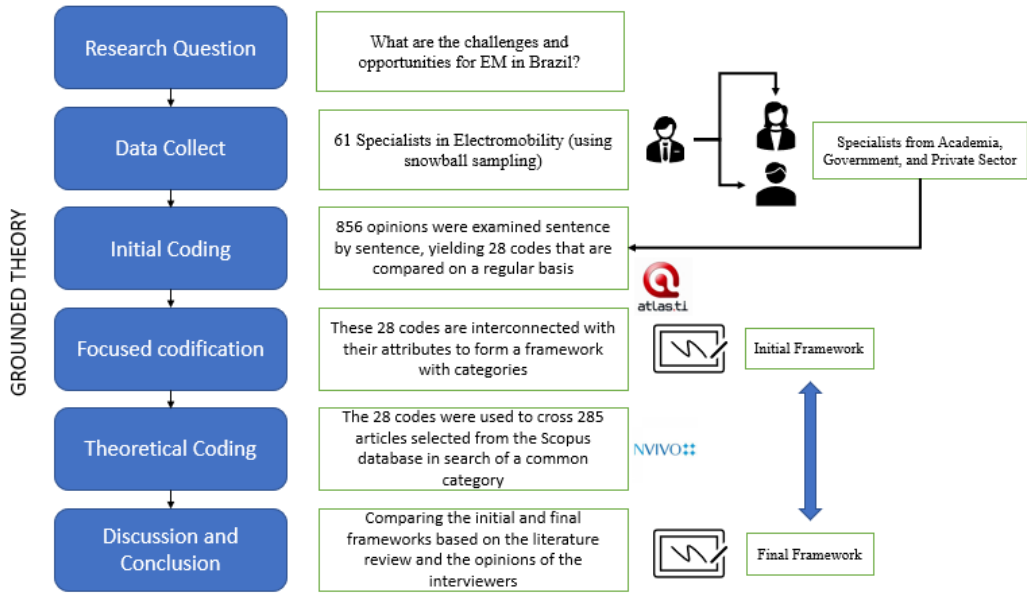 GROUNDED THEORY
Research Question
What are the challenges and
opportunities for EM in Brazil?
Data Collect
61 Specialists in Electromobility (using
snowball sampling)
Specialists from Academia,
Government, and Private Sector
Initial Coding
856 opinions were examined sentence
by sentence, yielding 28 codes that are
compared on a regular basis
atlas.ti
Focused codification
These 28 codes are interconnected with
their attributes to form a framework
with categories
Initial Framework
Theoretical Coding
The 28 codes were used to cross 285
articles selected from the Scopus
database in search of a common
category
NVIVO
Discussion and
Conclusion
Comparing the initial and final
frameworks based on the literature
review and the opinions of the
interviewers
Final Framework